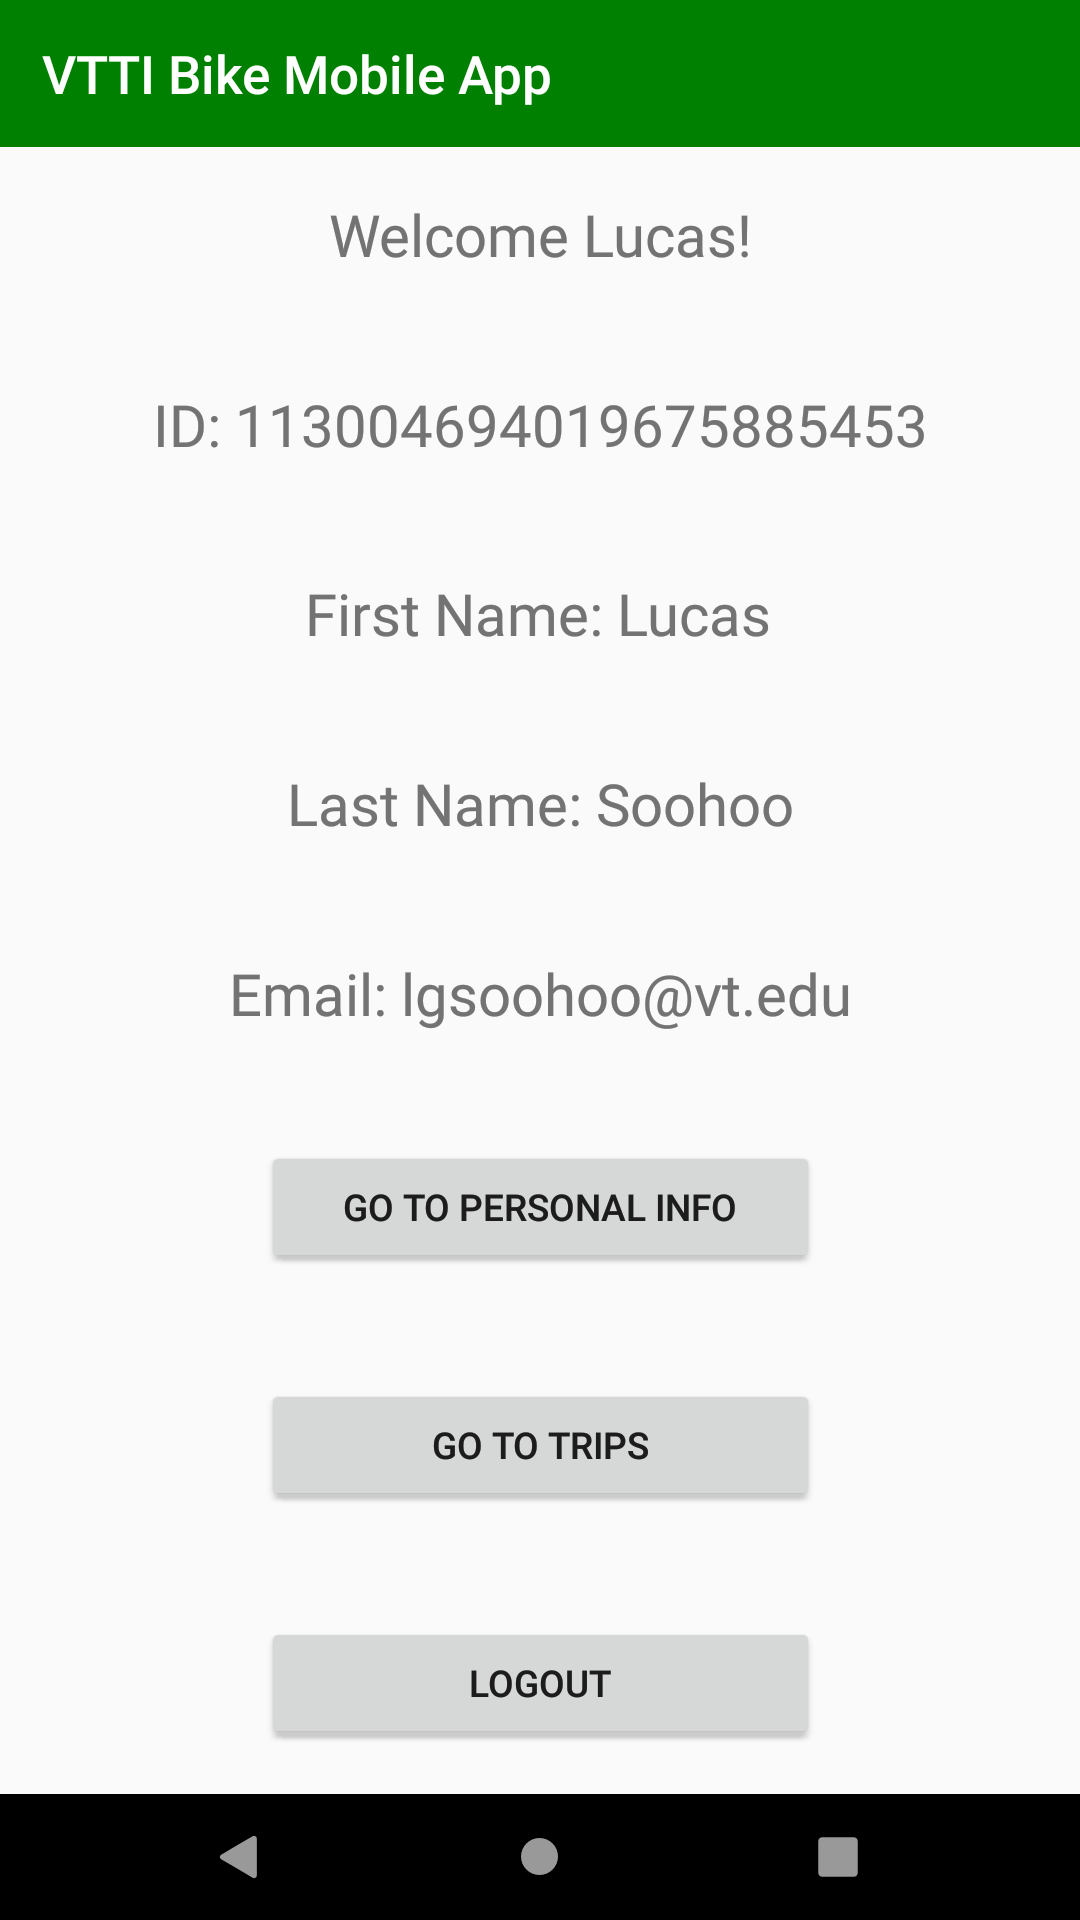 VTTI Bike Mobile App
Welcome Lucas!
ID: 113004694019675885453
First Name: Lucas
Last Name: Soohoo
Email: lgsoohoo@vt.edu
GO TO PERSONAL INFO
GO TO TRIPS
LOGOUT